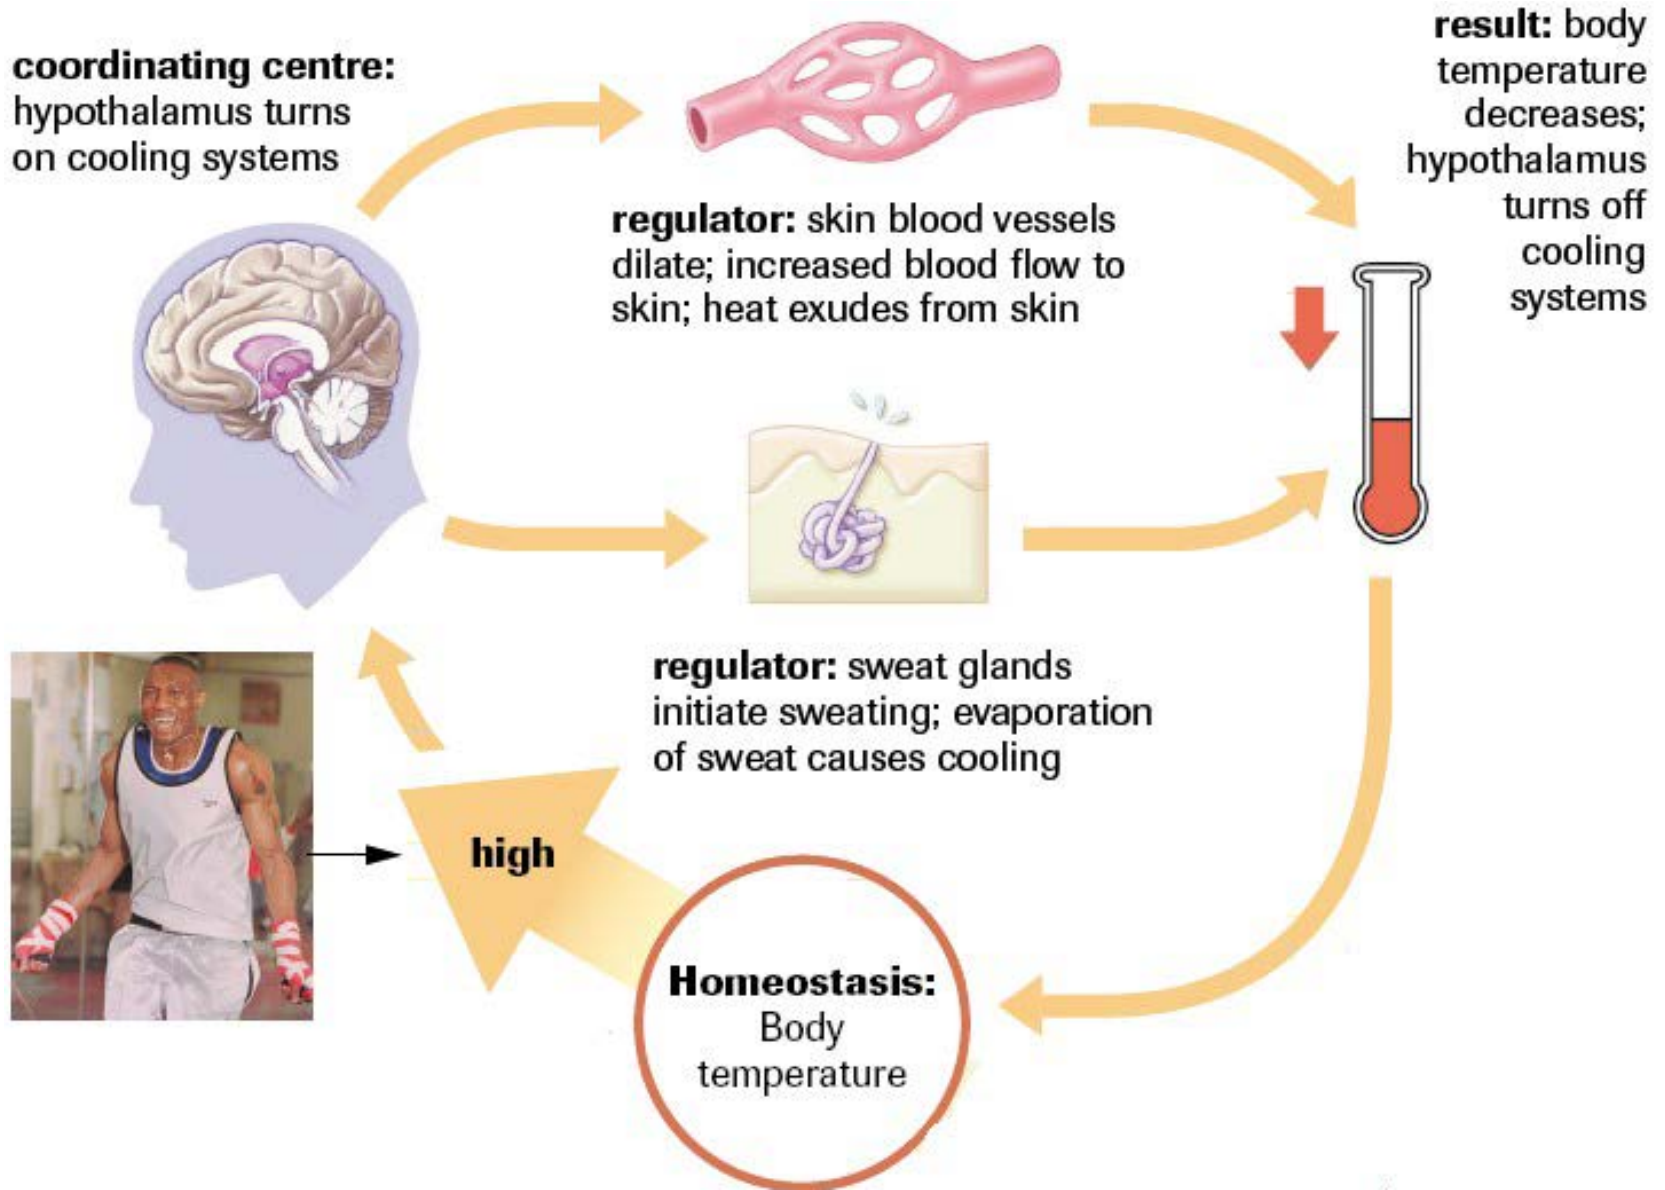 coordinating centre:
hypothalamus turns
on cooling systems
regulator: skin blood vessels
dilate; increased blood flow to
skin; heat exudes from skin
result: body
temperature
decreases;
hypothalamus
turns off
cooling
systems
regulator: sweat glands
initiate sweating; evaporation
of sweat causes cooling
high
Homeostasis:
Body
temperature